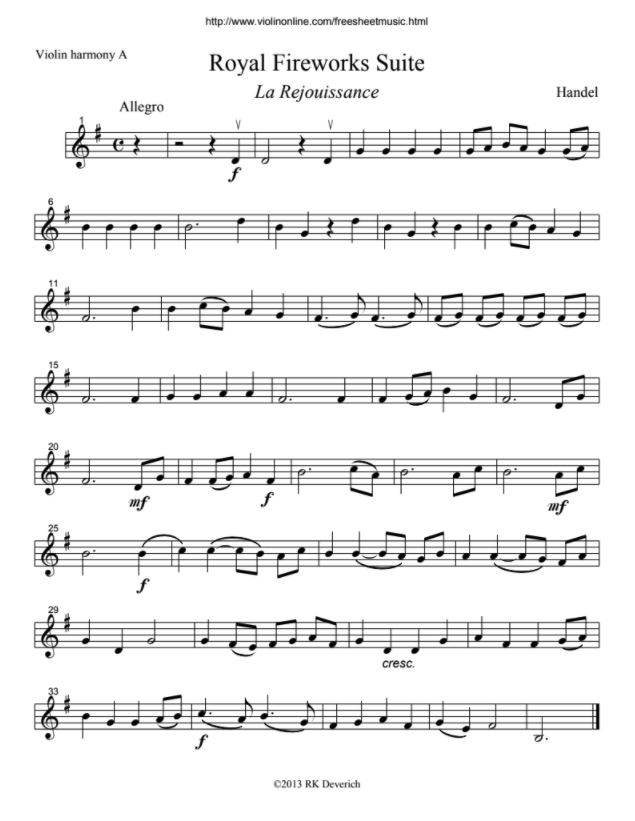 http://www.violinonline.com/freesheetmusic.html
Violin harmony A
Royal Fireworks Suite
La Rejouissance
Handel
Allegro
1
f
6
11
15
20
mf
f
mf
25
f
29
cresc.
33
f
©2013 RK Deverich